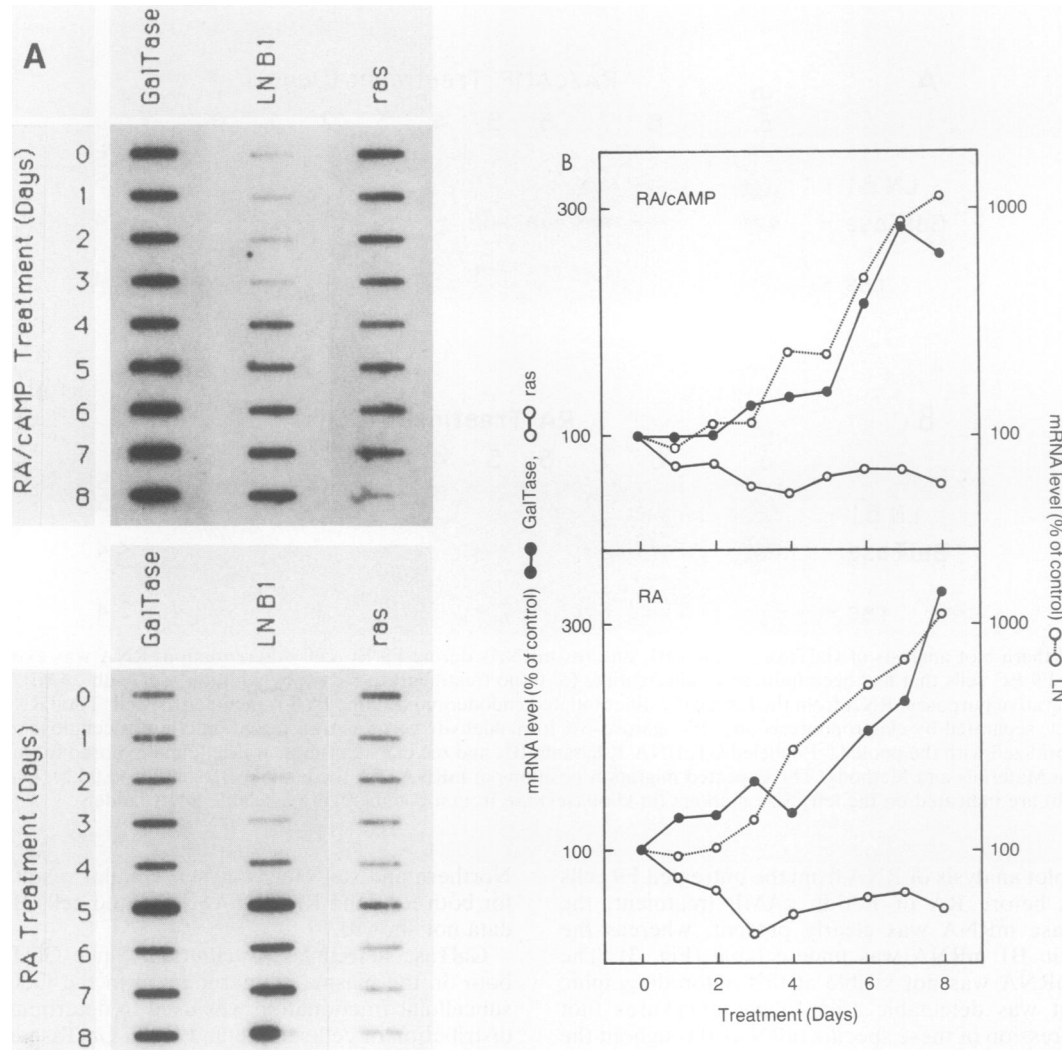 A
GalTase
LN B1
ras
RA/cAMP Treatment (Days)
0
1
2
3
4
5
6
7
8
GalTase
LN B1
ras
RA Treatment (Days)
0
1
2
3
4
5
6
7
8
B
RA/cAMP
300
100
1000
100
RA
300
100
1000
100
0
2
4
6
8
Treatment (Days)
mRNA level (% of control) GalTase; ras
mRNA level (% of control) LN